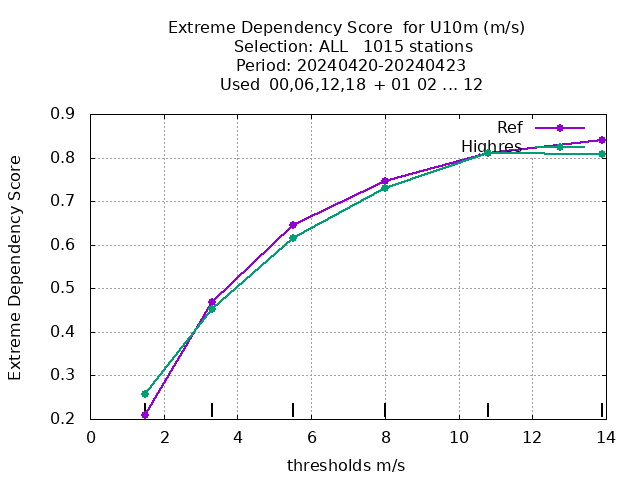 Extreme Dependency Score  for U10m (m/s)
Selection: ALL   1015 stations
Period: 20240420-20240423
Used  00,06,12,18  + 01 02 ... 12
Ref
Highres
Extreme Dependency Score
0.9
0.8
0.7
0.6
0.5
0.4
0.3
0.2
0 2 4 6 8 10 12 14
thresholds m/s